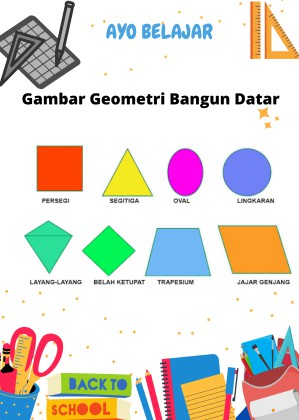 AYO BELAJAR
Gambar Geometri Bangun Datar
PERSEGI SEGITIGA OVAL LINGKARAN
LAYANG-LAYANG BELAH KETUPAT TRAPESIUM JAJAR GENJANG
BACK TO
SCHOOL